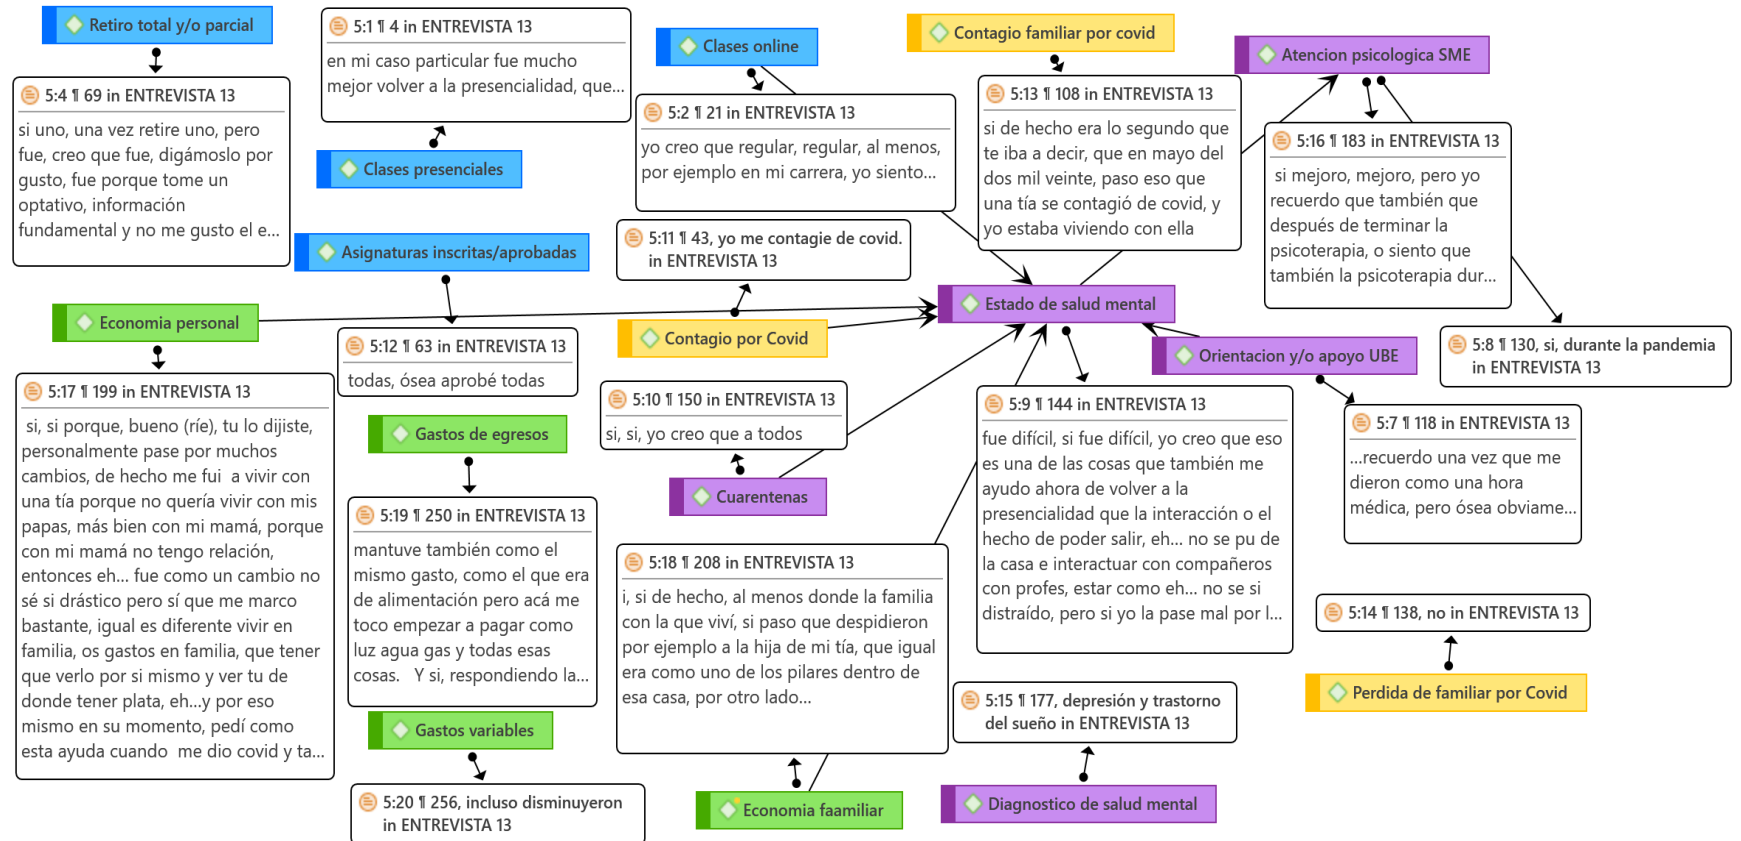 Retiro total y/o parcial
5:4 ¶ 69 in ENTREVISTA 13
si uno, una vez retire uno, pero
fue, creo que fue, digámoslo por
gusto, fue porque tome un
optativo, información
fundamental y no me gusto el e...
5:1 ¶ 4 in ENTREVISTA 13
en mi caso particular fue mucho
mejor volver a la presencialidad, que...
Clases presenciales
Clases online
5:2 ¶ 21 in ENTREVISTA 13
yo creo que regular, regular, al menos,
por ejemplo en mi carrera, yo siento...
Contagio familiar por covid
5:13 ¶ 108 in ENTREVISTA 13
si de hecho era lo segundo que
te iba a decir, que en mayo del
dos mil veinte, paso eso que
una tía se contagió de covid, y
yo estaba viviendo con ella
Atencion psicologica SME
5:16 ¶ 183 in ENTREVISTA 13
si mejoro, mejoro, pero yo
recuerdo que también que
después de terminar la
psicoterapia, o siento que
también la psicoterapia dur...
5:8 ¶ 130, si, durante la pandemia
in ENTREVISTA 13
Asignaturas inscritas/aprobadas
5:12 ¶ 63 in ENTREVISTA 13
todas, ósea aprobé todas
5:11 ¶ 43, yo me contagie de covid.
in ENTREVISTA 13
Contagio por Covid
Estado de salud mental
5:9 ¶ 144 in ENTREVISTA 13
fue difícil, si fue difícil, yo creo que eso
es una de las cosas que también me
ayudo ahora de volver a la
presencialidad que la interacción o el
hecho de poder salir, eh... no se pu de
la casa e interactuar con compañeros
con profes, estar como eh... no se si
distraído, pero si yo la pase mal por l...
Orientacion y/o apoyo UBE
5:7 ¶ 118 in ENTREVISTA 13
...recuerdo una vez que me
dieron como una hora
médica, pero ósea obviame...
Economia personal
5:17 ¶ 199 in ENTREVISTA 13
si, si porque, bueno (ríe), tu lo dijiste,
personalmente pase por muchos
cambios, de hecho me fui  a vivir con
una tía porque no quería vivir con mis
papas, más bien con mi mamá, porque
con mi mamá no tengo relación,
entonces eh... fue como un cambio no
sé si drástico pero sí que me marco
bastante, igual es diferente vivir en
familia, os gastos en familia, que tener
que verlo por si mismo y ver tu de
donde tener plata, eh...y por eso
mismo en su momento, pedí como
esta ayuda cuando  me dio covid y ta...
Gastos de egresos
5:19 ¶ 250 in ENTREVISTA 13
mantuve también como el
mismo gasto, como el que era
de alimentación pero acá me
toco empezar a pagar como
luz agua gas y todas esas
cosas.   Y si, respondiendo la...
Gastos variables
5:20 ¶ 256, incluso disminuyeron
in ENTREVISTA 13
5:10 ¶ 150 in ENTREVISTA 13
si, si, yo creo que a todos
Cuarentenas
5:18 ¶ 208 in ENTREVISTA 13
i, si de hecho, al menos donde la familia
con la que viví, si paso que despidieron
por ejemplo a la hija de mi tía, que igual
era como uno de los pilares dentro de
esa casa, por otro lado...
Economia faamiliar
5:15 ¶ 177, depresión y trastorno
del sueño in ENTREVISTA 13
Diagnostico de salud mental
5:14 ¶ 138, no in ENTREVISTA 13
Perdida de familiar por Covid